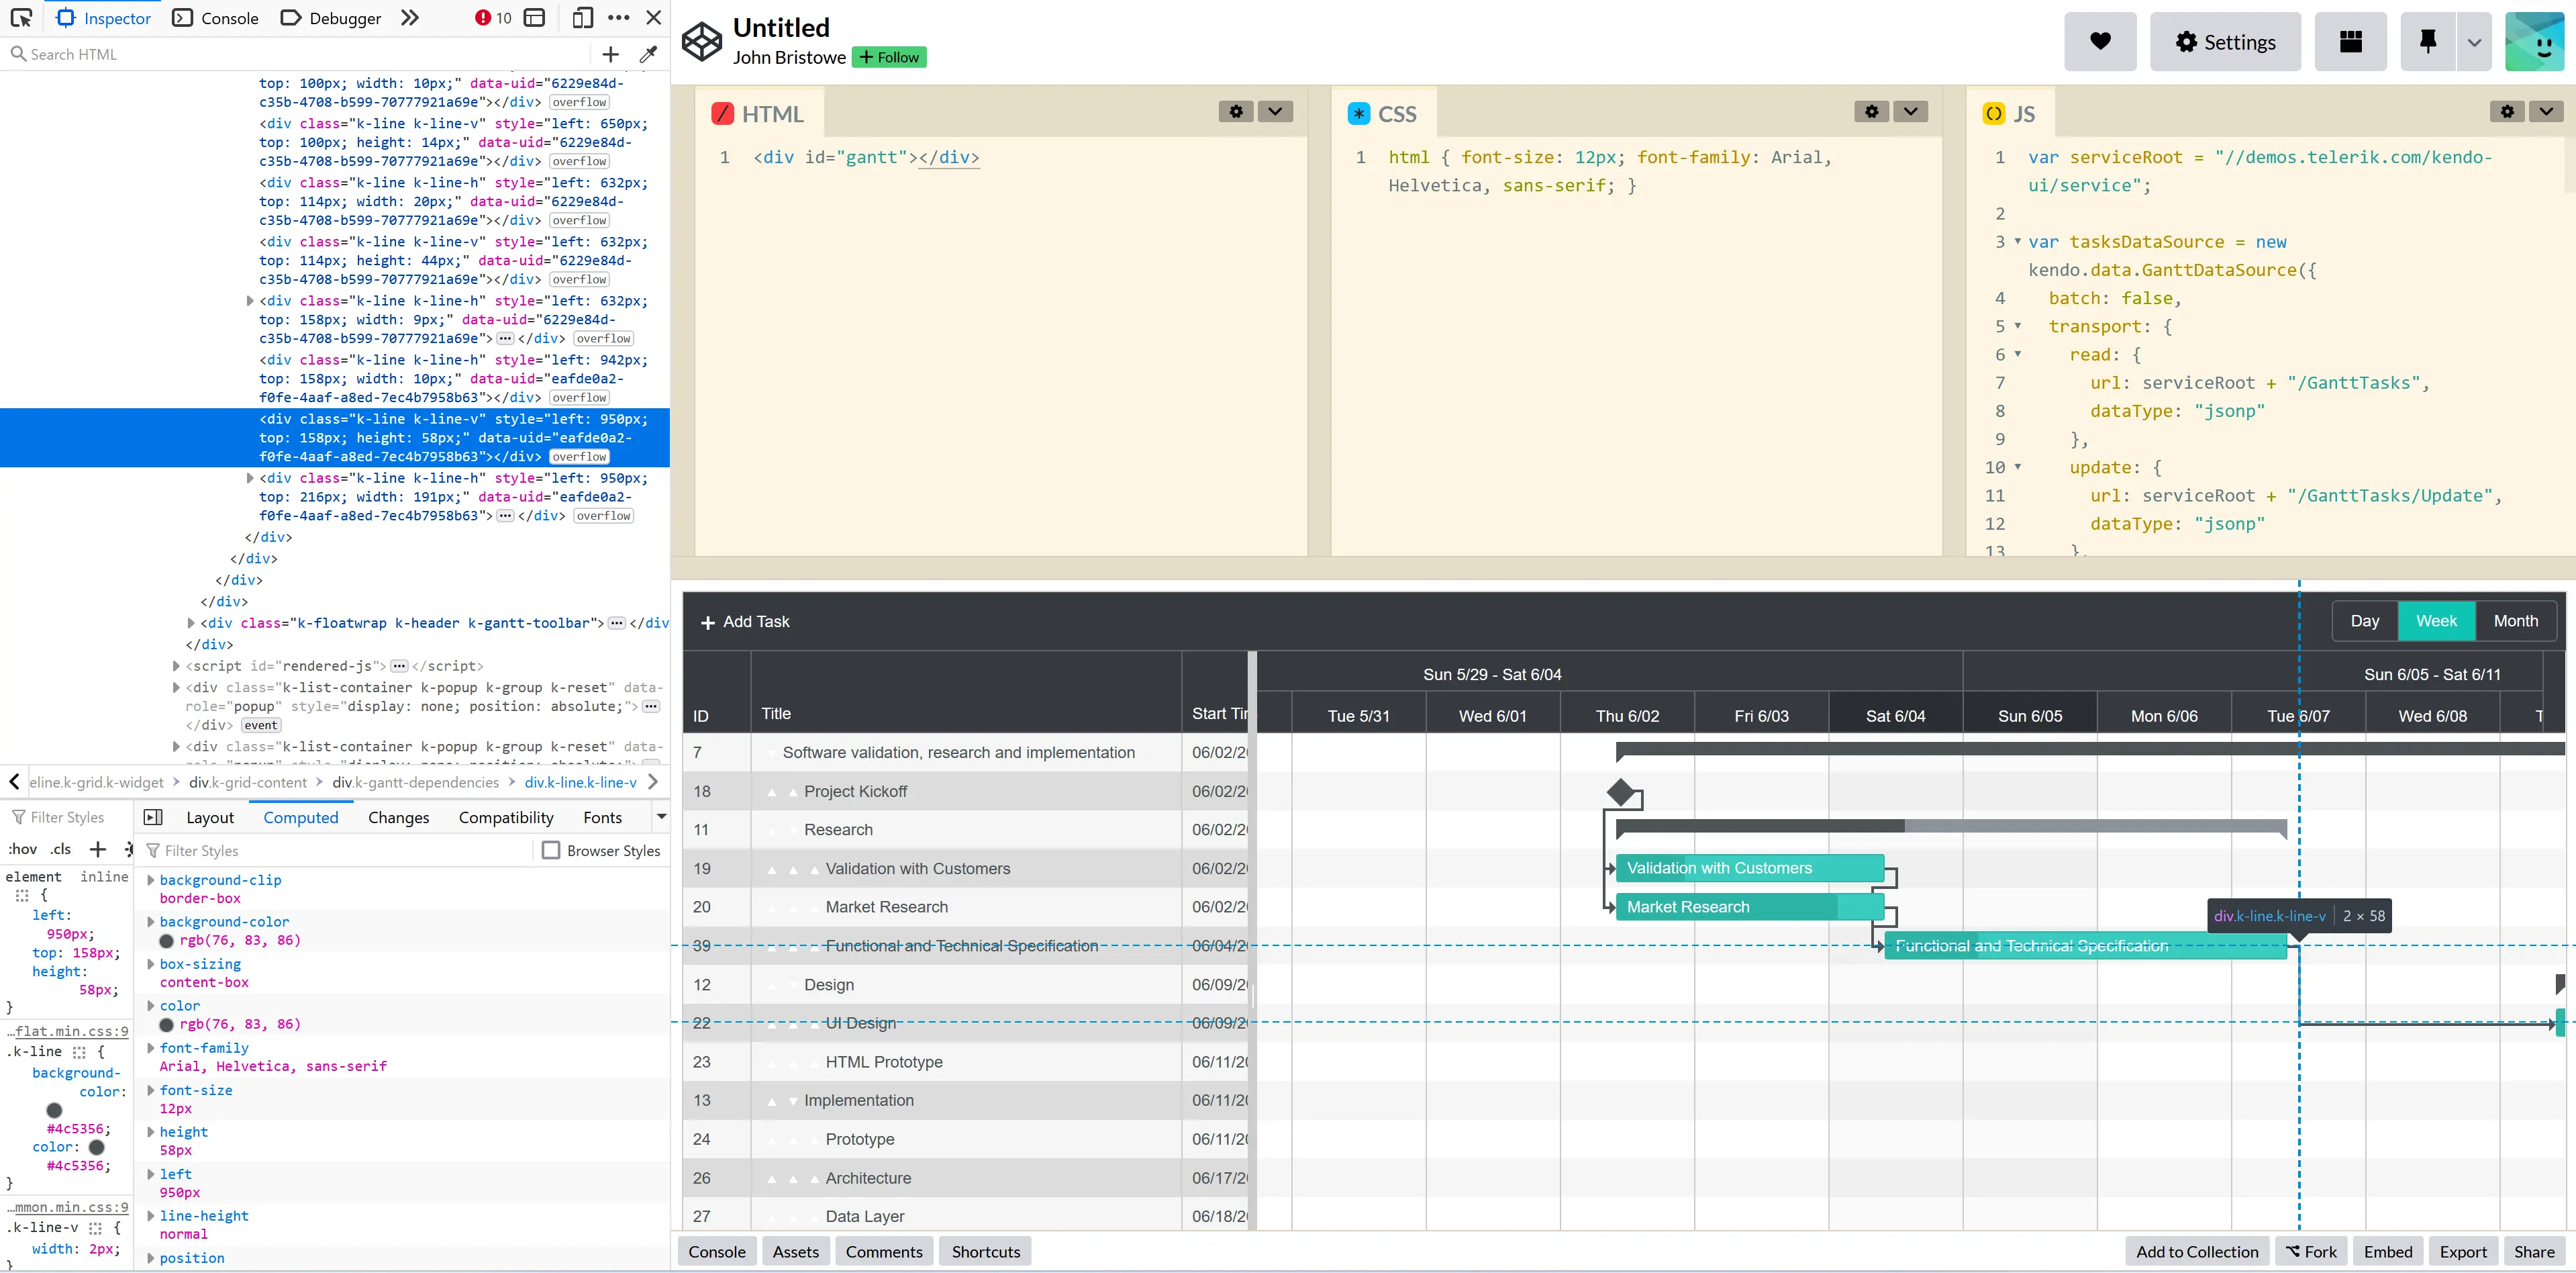 Inspector
Console
Debugger
10
Search HTML
top: 100px; width: 10px;" data-uid="6229e84d-
c35b-4708-b599-70777921a69e"></div> overflow
<div class="k-line k-line-v" style="left: 650px;
top: 100px; height: 14px;" data-uid="6229e84d-
c35b-4708-b599-70777921a69e"></div> overflow
<div class="k-line k-line-h" style="left: 632px;
top: 114px; width: 20px;" data-uid="6229e84d-
c35b-4708-b599-70777921a69e"></div> overflow
<div class="k-line k-line-v" style="left: 632px;
top: 114px; height: 44px;" data-uid="6229e84d-
c35b-4708-b599-70777921a69e"></div> overflow
<div class="k-line k-line-h" style="left: 632px;
top: 158px; width: 9px;" data-uid="6229e84d-
c35b-4708-b599-70777921a69e">…</div> overflow
<div class="k-line k-line-h" style="left: 942px;
top: 158px; width: 10px;" data-uid="eafde0a2-
f0fe-4aaf-a8ed-7ec4b7958b63"></div> overflow
<div class="k-line k-line-v" style="left: 950px;
top: 158px; height: 58px;" data-uid="eafde0a2-
f0fe-4aaf-a8ed-7ec4b7958b63"></div> overflow
<div class="k-line k-line-h" style="left: 950px;
top: 216px; width: 191px;" data-uid="eafde0a2-
f0fe-4aaf-a8ed-7ec4b7958b63">…</div> overflow
</div>
</div>
</div>
</div>
<div class="k-floatwrap k-header k-gantt-toolbar">…</div
</div>
<script id="rendered-js">…</script>
<div class="k-list-container k-popup k-group k-reset" data-
role="popup" style="display: none; position: absolute;">…
</div> event
<div class="k-list-container k-popup k-group k-reset" data-
eline.k-grid.k-widget > div.k-grid-content > div.k-gantt-dependencies > div.k-line.k-line-v
Filter Styles
:hov .cls +
element inline
{
left:
950px;
top: 158px;
height:
58px;
}
…flat.min.css:9
.k-line {
background-
color:
#4c5356;
color:
#4c5356;
}
…mmon.min.css:9
.k-line-v {
width: 2px;
}
Layout
Computed
Changes
Compatibility
Fonts
Filter Styles
Browser Styles
background-clip
border-box
background-color
rgb(76, 83, 86)
box-sizing
content-box
color
rgb(76, 83, 86)
font-family
Arial, Helvetica, sans-serif
font-size
12px
height
58px
left
950px
line-height
normal
position
Untitled
John Bristowe + Follow
Settings
HTML
1 <div id="gantt"></div>
CSS
1 html { font-size: 12px; font-family: Arial,
Helvetica, sans-serif; }
JS
1 var serviceRoot = "//demos.telerik.com/kendo-
ui/service";
2
3 var tasksDataSource = new
kendo.data.GanttDataSource({
4 batch: false,
5 transport: {
6 read: {
7 url: serviceRoot + "/GanttTasks",
8 dataType: "jsonp"
9 },
10 update: {
11 url: serviceRoot + "/GanttTasks/Update",
12 dataType: "jsonp"
13 },
+ Add Task
Day
Week
Month
Sun 5/29 - Sat 6/04
Sun 6/05 - Sat 6/11
ID
Title
Start Tir
Tue 5/31
Wed 6/01
Thu 6/02
Fri 6/03
Sat 6/04
Sun 6/05
Mon 6/06
Tue 6/07
Wed 6/08
T
7 Software validation, research and implementation 06/02/20
18 Project Kickoff 06/02/20
11 Research 06/02/20
19 Validation with Customers 06/02/20
Validation with Customers
20 Market Research 06/02/20
Market Research
div.k-line.k-line-v 2 × 58
39 Functional and Technical Specification 06/04/20
Functional and Technical Specification
12 Design 06/09/20
22 UI Design 06/09/20
23 HTML Prototype 06/11/20
13 Implementation 06/11/20
24 Prototype 06/11/20
26 Architecture 06/17/20
27 Data Layer 06/18/20
Console
Assets
Comments
Shortcuts
Add to Collection
Fork
Embed
Export
Share